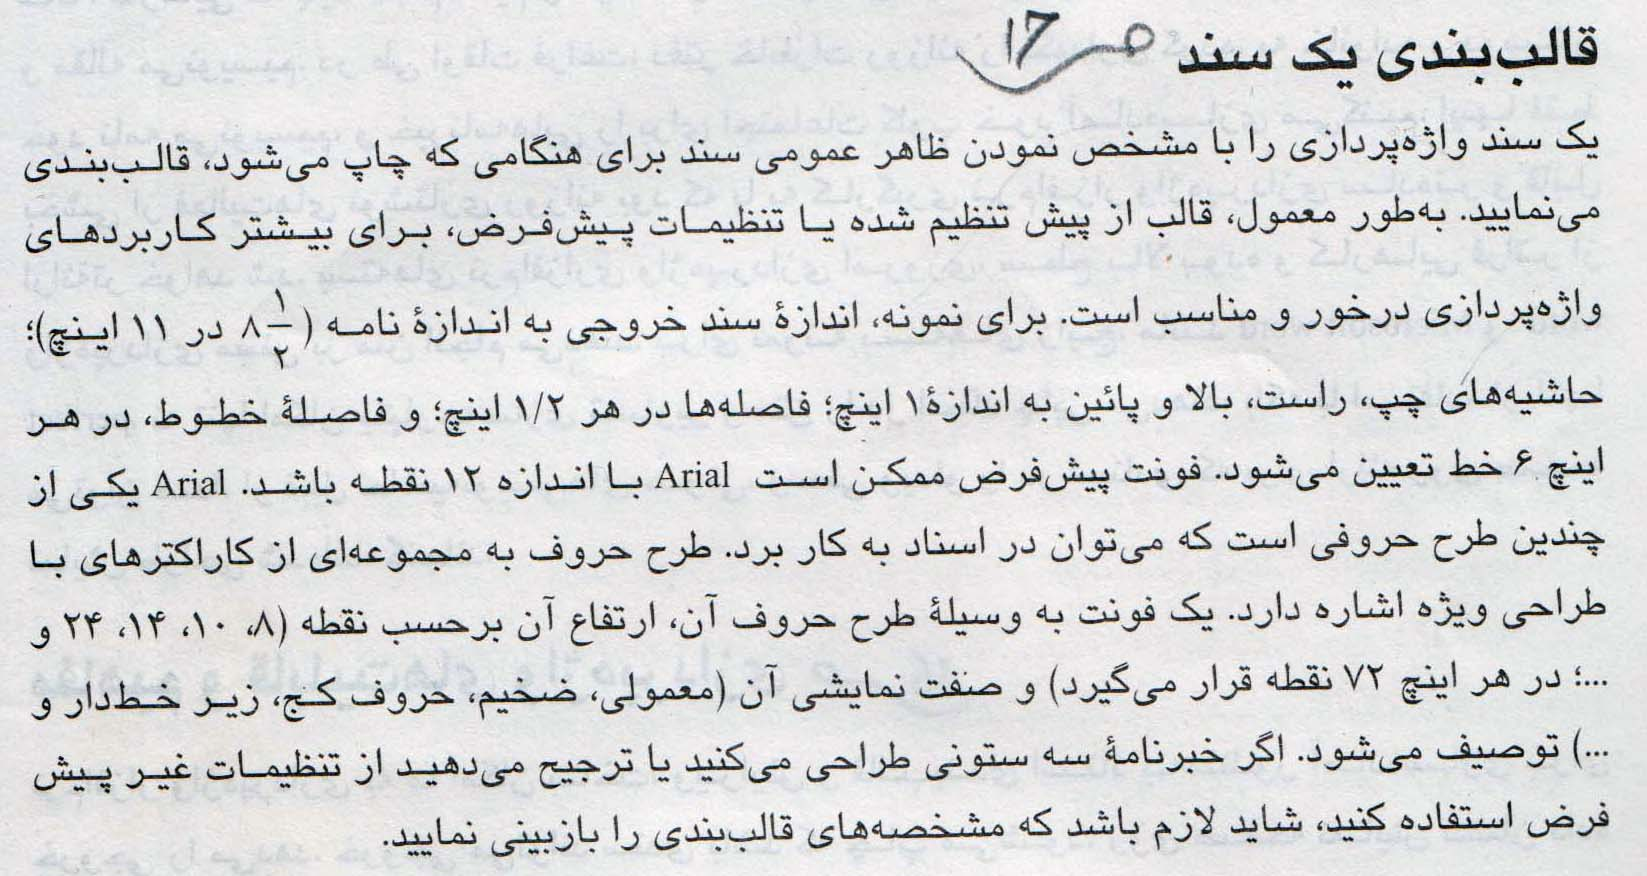 قالب‌بندی یک سند ص ۱۶
یک سند واژه‌پردازی را با مشخص نمودن ظاهر عمومی سند برای هنگامی که چاپ می‌شود، قالب‌بندی
می‌نمایید. به‌طور معمول، قالب از پیش تنظیم شده یا تنظیمات پیش‌فرض، برای بیشتر کاربردهای
واژه‌پردازی درخور و مناسب است. برای نمونه، اندازهٔ سند خروجی به اندازهٔ نامه (۸ ۱/۲ در ۱۱ اینچ)؛
حاشیه‌های چپ، راست، بالا و پائین به اندازهٔ ۱ اینچ؛ فاصله‌ها در هر ۱/۲ اینچ؛ و فاصلهٔ خطوط، در هر
اینچ ۶ خط تعیین می‌شود. فونت پیش‌فرض ممکن است Arial با اندازه ۱۲ نقطه باشد. Arial یکی از
چندین طرح حروفی است که می‌توان در اسناد به کار برد. طرح حروف به مجموعه‌ای از کاراکترهای با
طراحی ویژه اشاره دارد. یک فونت به وسیلهٔ طرح حروف آن، ارتفاع آن برحسب نقطه (۸، ۱۰، ۱۴، ۲۴ و
...؛ در هر اینچ ۷۲ نقطه قرار می‌گیرد) و صفت نمایشی آن (معمولی، ضخیم، حروف کج، زیر خط‌دار و
...) توصیف می‌شود. اگر خبرنامهٔ سه ستونی طراحی می‌کنید یا ترجیح می‌دهید از تنظیمات غیر پیش
فرض استفاده کنید، شاید لازم باشد که مشخصه‌های قالب‌بندی را بازبینی نمایید.